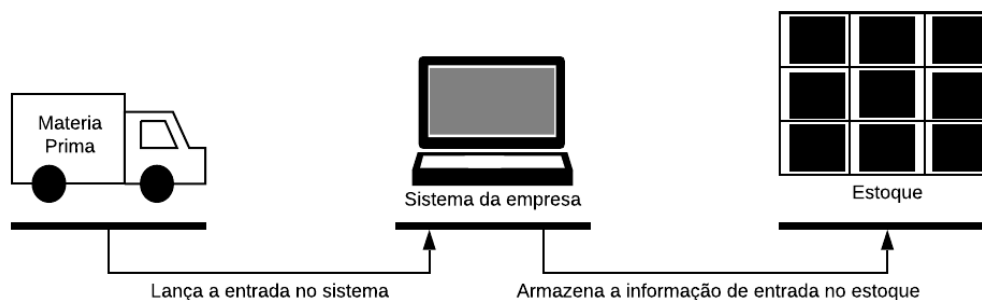 Materia
Prima
Sistema da empresa
Estoque
Lança a entrada no sistema
Armazena a informação de entrada no estoque